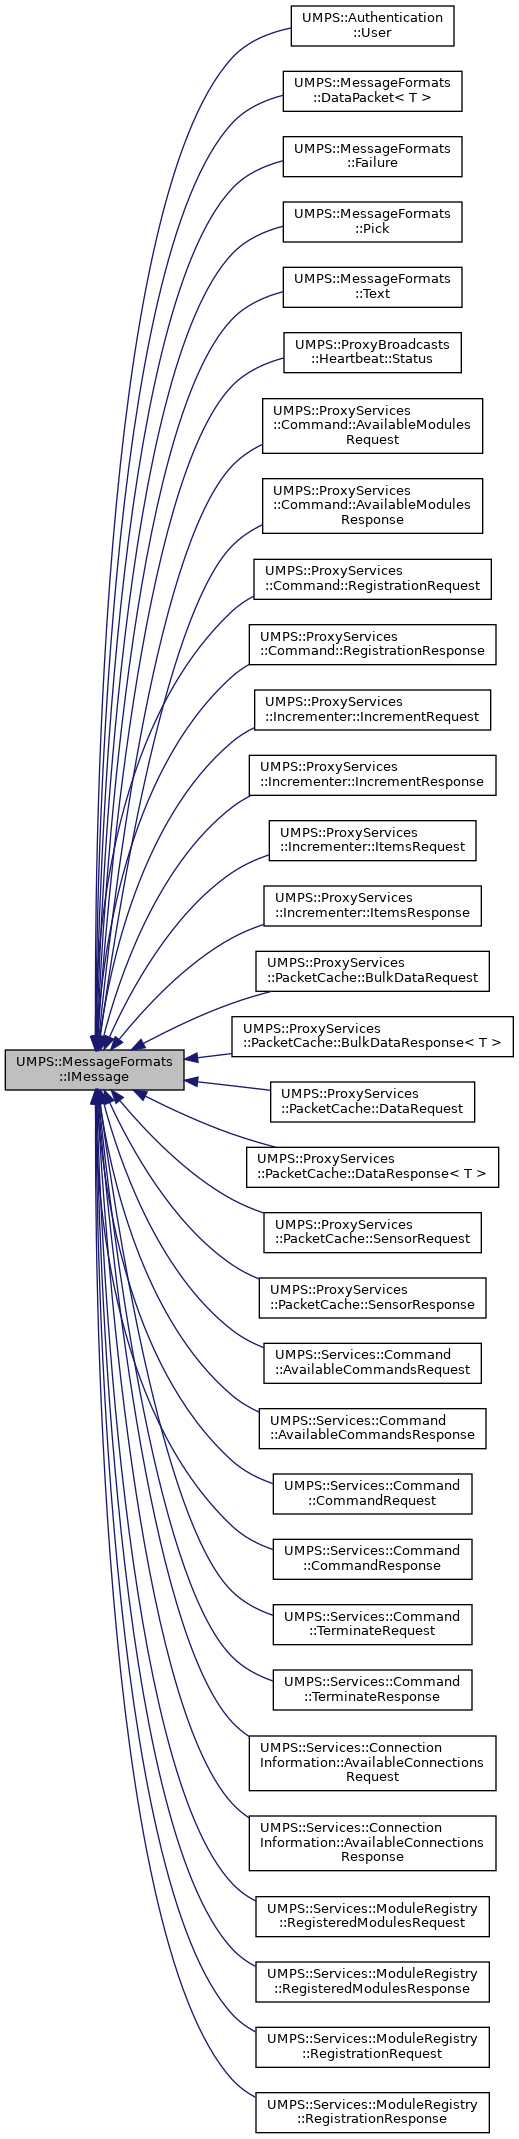 UMPS::Authentication
::User
UMPS::MessageFormats
::DataPacket< T >
UMPS::MessageFormats
::Failure
UMPS::MessageFormats
::Pick
UMPS::MessageFormats
::Text
UMPS::ProxyBroadcasts
::Heartbeat::Status
UMPS::ProxyServices
::Command::AvailableModules
Request
UMPS::ProxyServices
::Command::AvailableModules
Response
UMPS::ProxyServices
::Command::RegistrationRequest
UMPS::ProxyServices
::Command::RegistrationResponse
UMPS::ProxyServices
::Incrementer::IncrementRequest
UMPS::ProxyServices
::Incrementer::IncrementResponse
UMPS::ProxyServices
::Incrementer::ItemsRequest
UMPS::ProxyServices
::Incrementer::ItemsResponse
UMPS::ProxyServices
::PacketCache::BulkDataRequest
UMPS::ProxyServices
::PacketCache::BulkDataResponse< T >
UMPS::MessageFormats
::IMessage
UMPS::ProxyServices
::PacketCache::DataRequest
UMPS::ProxyServices
::PacketCache::DataResponse< T >
UMPS::ProxyServices
::PacketCache::SensorRequest
UMPS::ProxyServices
::PacketCache::SensorResponse
UMPS::Services::Command
::AvailableCommandsRequest
UMPS::Services::Command
::AvailableCommandsResponse
UMPS::Services::Command
::CommandRequest
UMPS::Services::Command
::CommandResponse
UMPS::Services::Command
::TerminateRequest
UMPS::Services::Command
::TerminateResponse
UMPS::Services::Connection
Information::AvailableConnections
Request
UMPS::Services::Connection
Information::AvailableConnections
Response
UMPS::Services::ModuleRegistry
::RegisteredModulesRequest
UMPS::Services::ModuleRegistry
::RegisteredModulesResponse
UMPS::Services::ModuleRegistry
::RegistrationRequest
UMPS::Services::ModuleRegistry
::RegistrationResponse